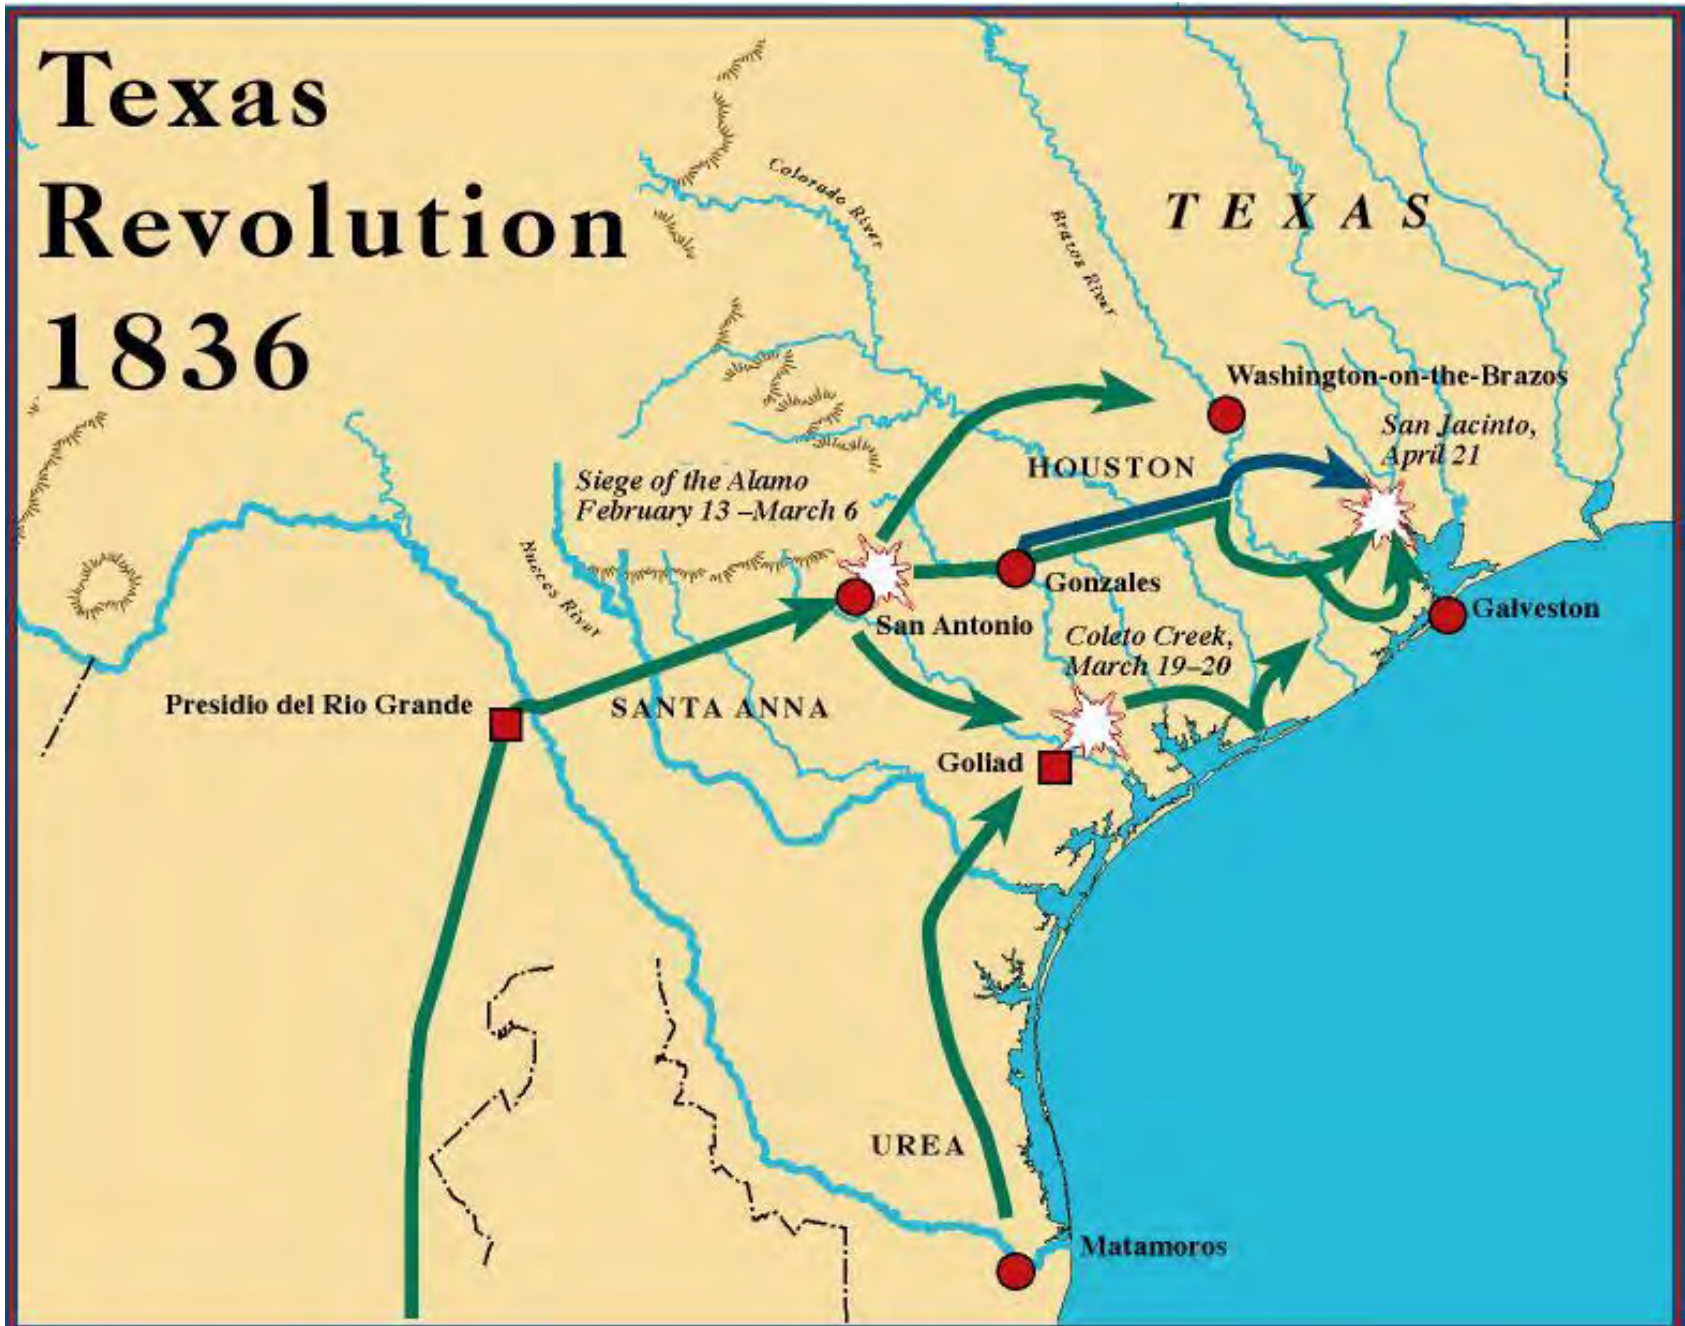 Texas
Revolution
1836
Colorado River
Brazos River
TEXAS
Washington-on-the-Brazos
San Jacinto,
April 21
HOUSTON
Siege of the Alamo
February 13 –March 6
Nueces River
Gonzales
Galveston
San Antonio
Coleto Creek,
March 19–20
Presidio del Rio Grande
SANTA ANNA
Goliad
UREA
Matamoros